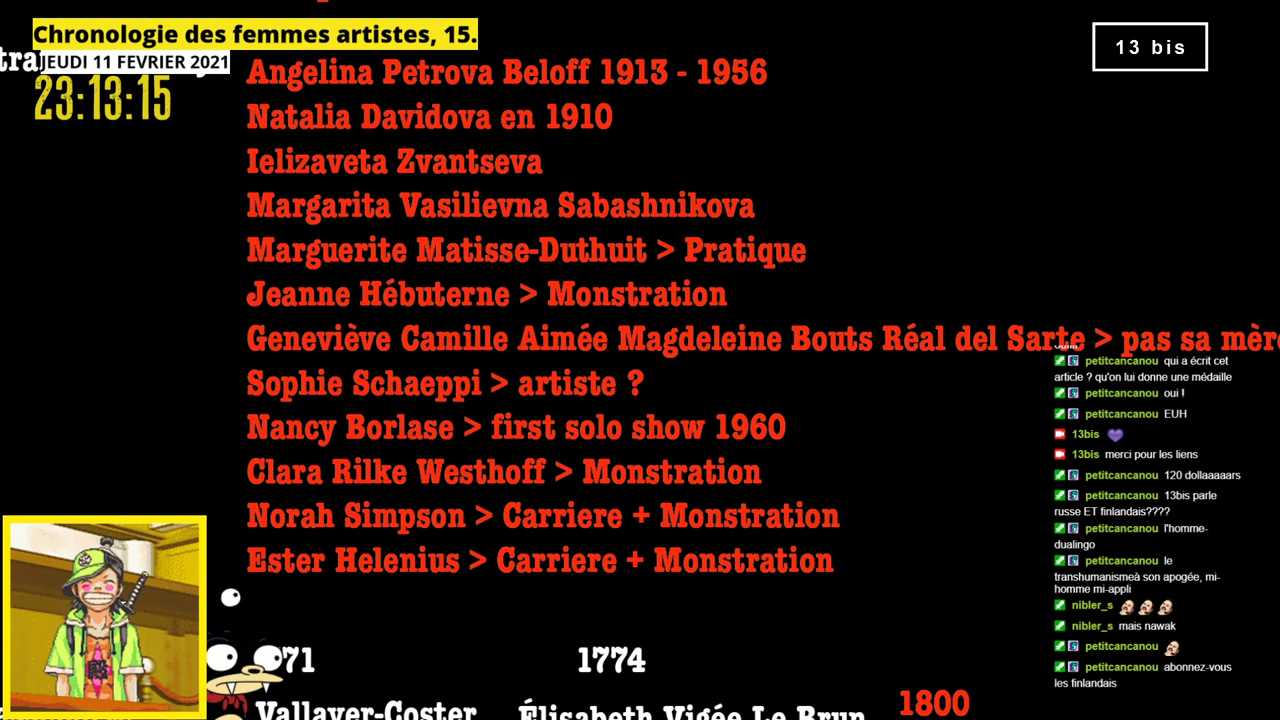 Chronologie des femmes artistes, 15.
13 bis
JEUDI 11 FEVRIER 2021
23:13:15
Angelina Petrova Beloff 1913 - 1956
Natalia Davidova en 1910
Ielizaveta Zvantseva
Margarita Vasilievna Sabashnikova
Marguerite Matisse-Duthuit > Pratique
Jeanne Hébuterne > Monstration
Geneviève Camille Aimée Magdeleine Bouts Réal del Sarte > pas sa mèr
Sophie Schaeppi > artiste ?
Nancy Borlase > first solo show 1960
Clara Rilke Westhoff > Monstration
Norah Simpson > Carriere + Monstration
Ester Helenius > Carriere + Monstration
petitcancanou qui a écrit cet
article ? qu'on lui donne une médaille
petitcancanou oui !
petitcancanou EUH
13bis
13bis merci pour les liens
petitcancanou 120 dollaaaaars
petitcancanou 13bis parle
russe ET finlandais????
petitcancanou l'homme-
dualingo
petitcancanou le
transhumanismeà son apogée, mi-
homme mi-appli
nibler_s
nibler_s mais nawak
petitcancanou
petitcancanou abonnez-vous
les finlandais
71
1774
1800
Vallayer-Coster
Élisabeth Vigée Le Brun